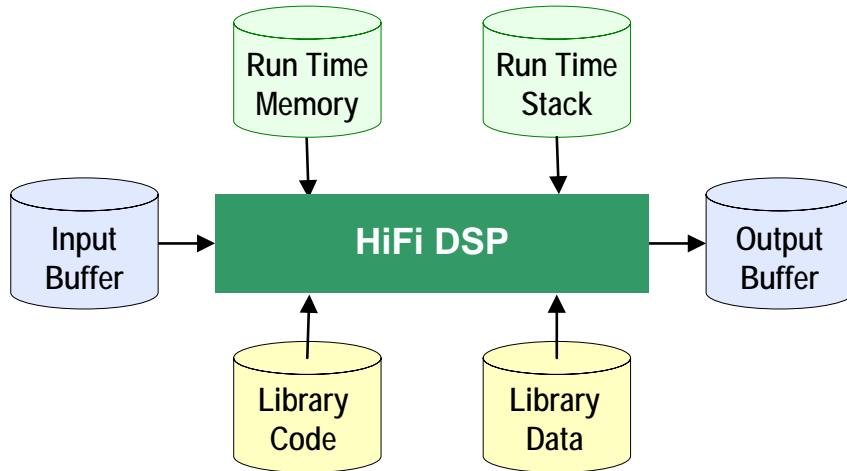 Run Time
Memory
Run Time
Stack
Input
Buffer
HiFi DSP
Output
Buffer
Library
Code
Library
Data